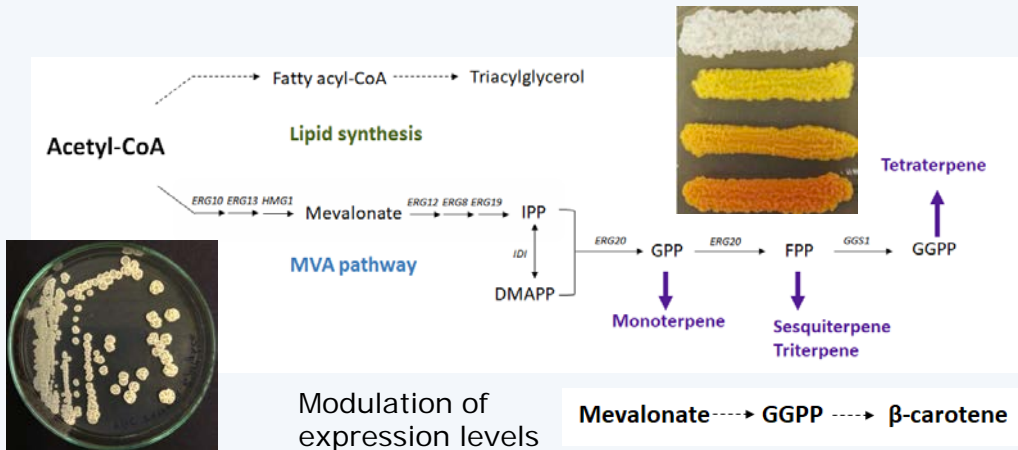 Fatty acyl-CoA Triacylglycerol
Lipid synthesis
Acetyl-CoA
Tetraterpene
ERG10 ERG13 HMG1 Mevalonate ERG12 ERG8 ERG19 IPP
IDI
ERG20 GPP ERG20 FPP GGS1 GGPP
MVA pathway
DMAPP
Monoterpene
Sesquiterpene
Triterpene
Modulation of
expression levels
Mevalonate GGPP β-carotene